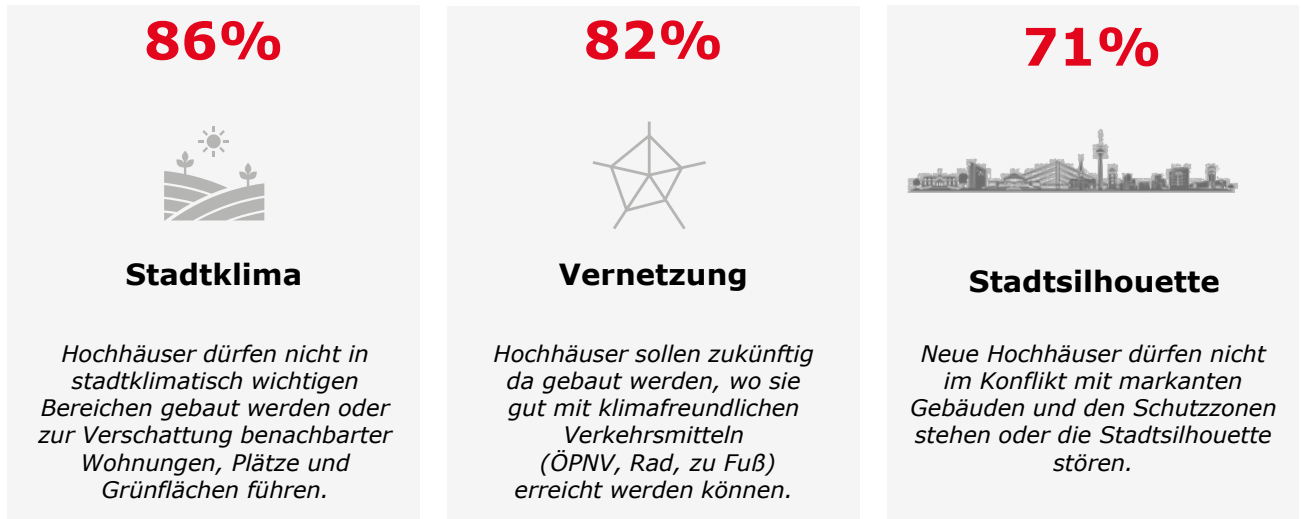 86%
Stadtklima
Hochhäuser dürfen nicht in
stadtklimatisch wichtigen
Bereichen gebaut werden oder
zur Verschattung benachbarter
Wohnungen, Plätze und
Grünflächen führen.
82%
Vernetzung
Hochhäuser sollen zukünftig
da gebaut werden, wo sie
gut mit klimafreundlichen
Verkehrsmitteln
(ÖPNV, Rad, zu Fuß)
erreicht werden können.
71%
Stadtsilhouette
Neue Hochhäuser dürfen nicht
im Konflikt mit markanten
Gebäuden und den Schutzzonen
stehen oder die Stadtsilhouette
stören.